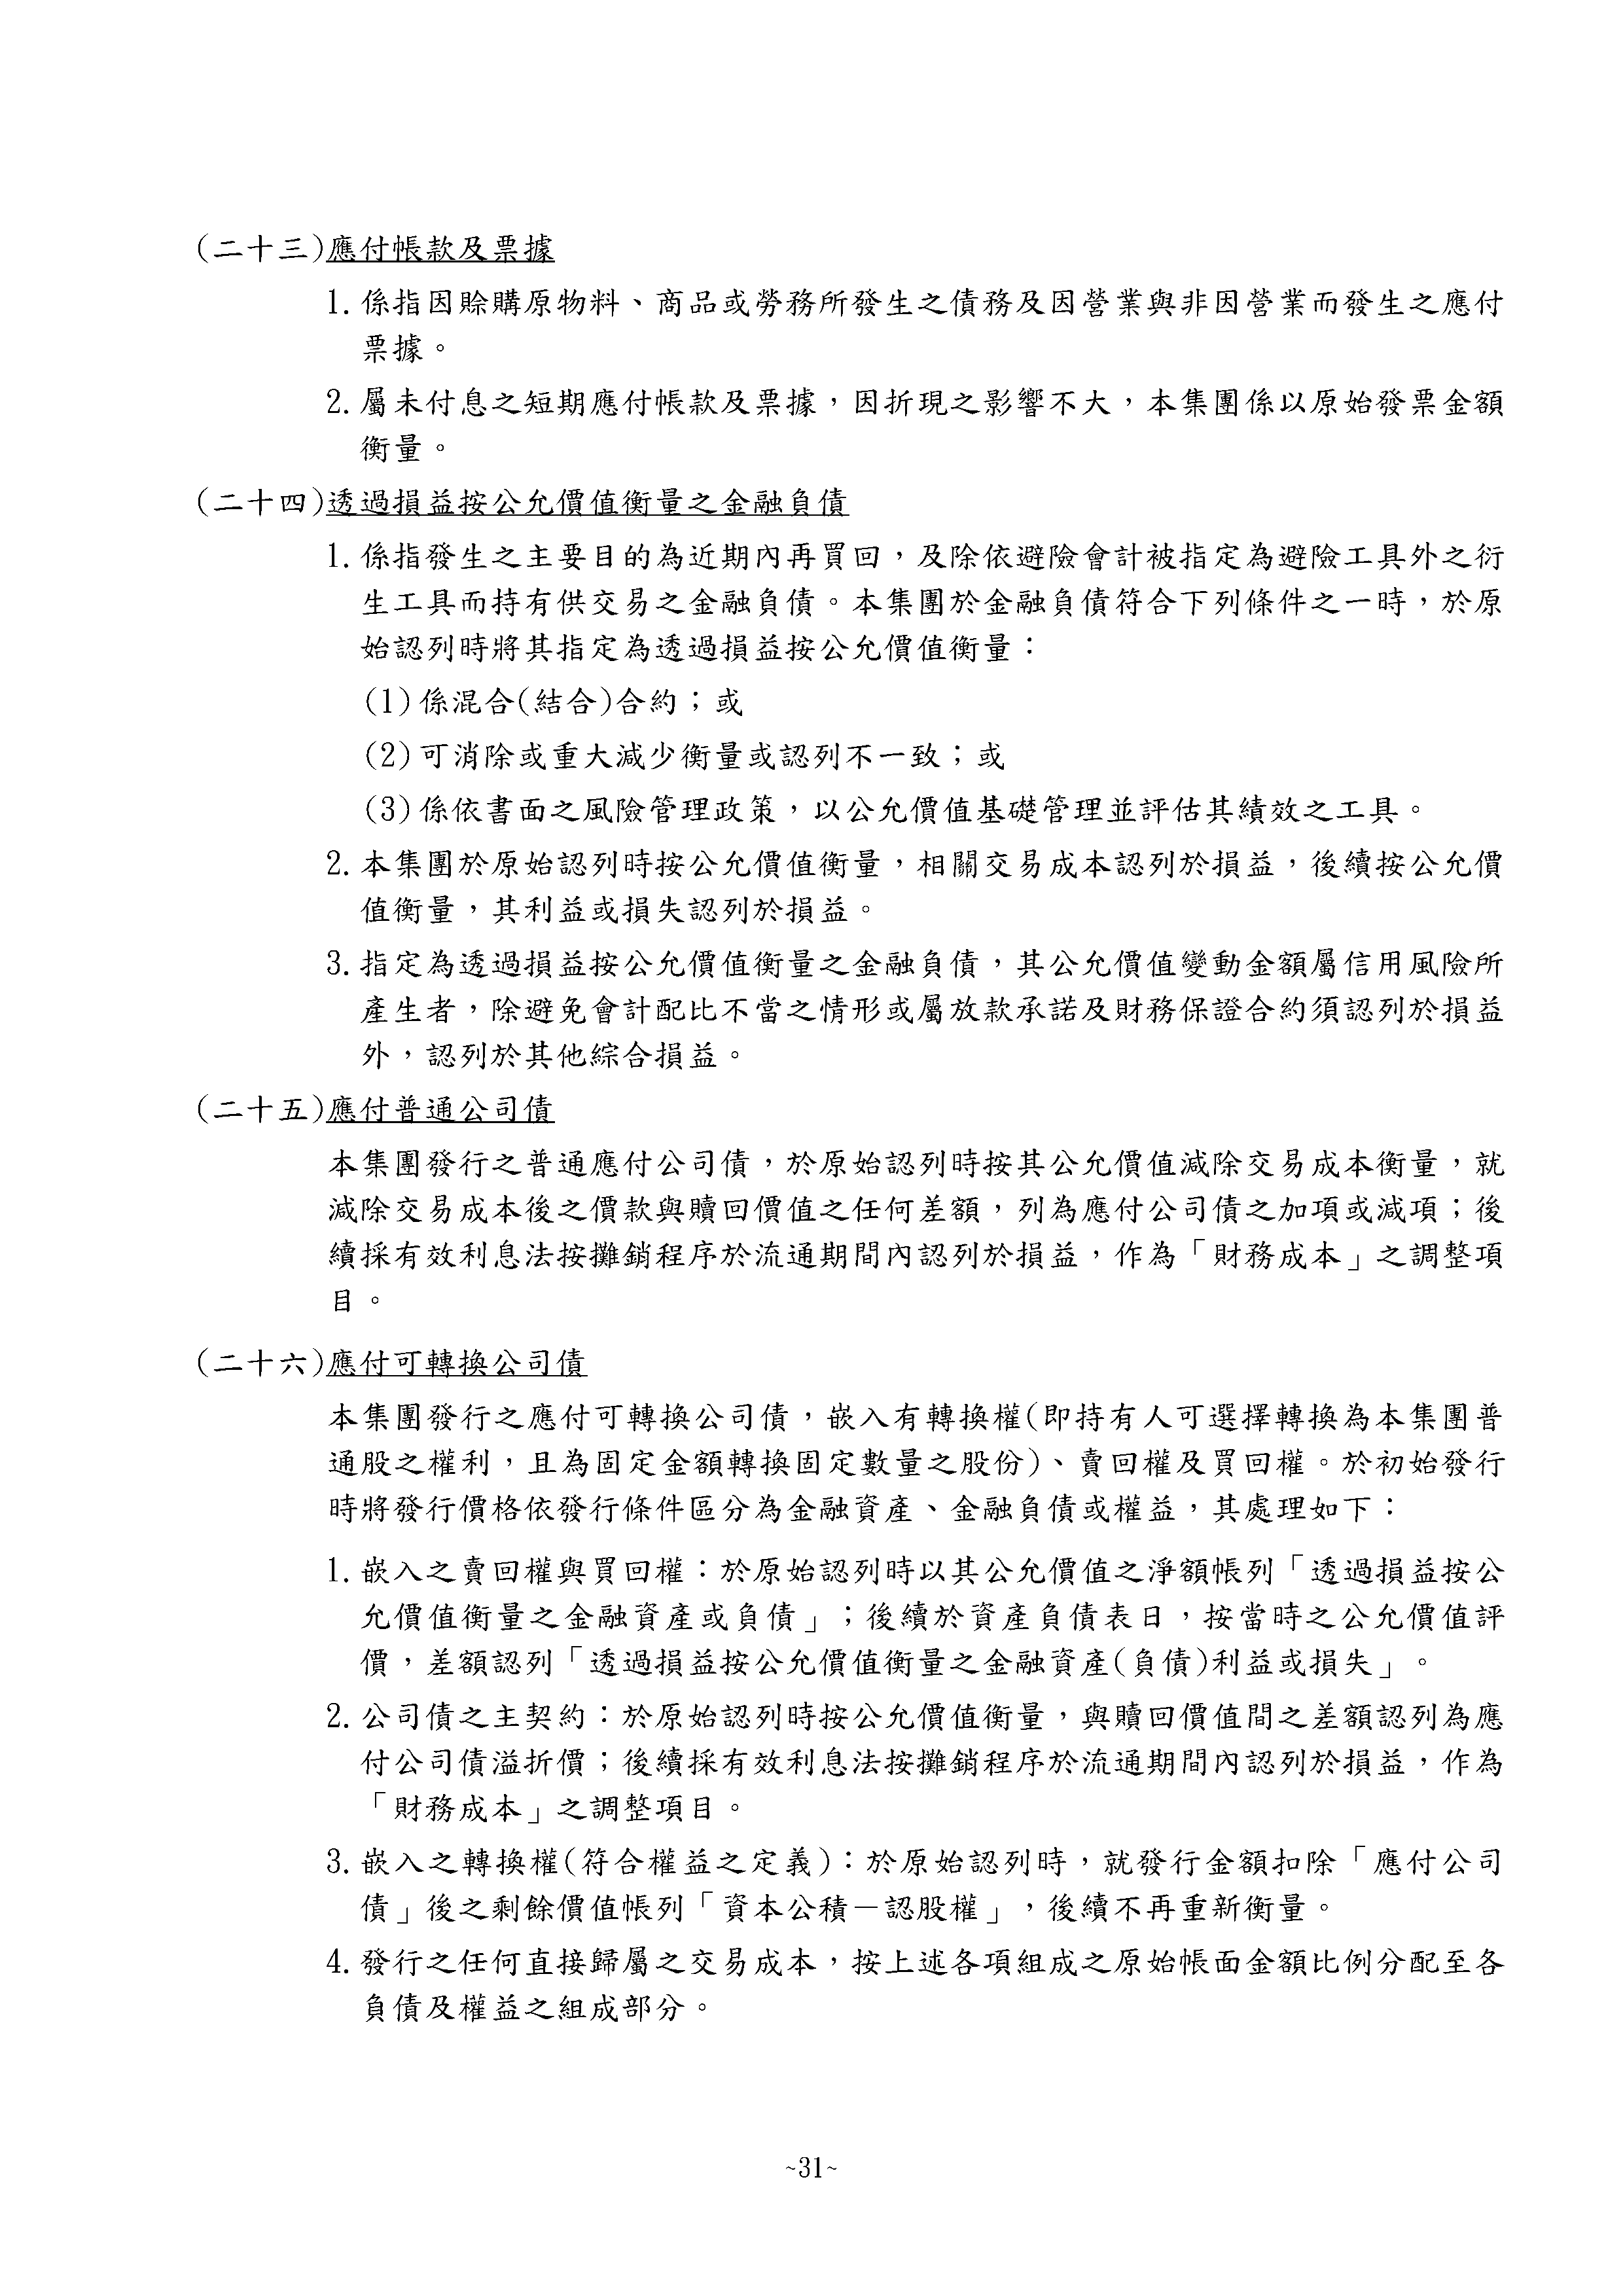 (二十三)應付帳款及票據
1.係指因賒購原物料、商品或勞務所發生之債務及因營業與非因營業而發生之應付
票據。
2.屬未付息之短期應付帳款及票據，因折現之影響不大，本集團係以原始發票金額
衡量。
(二十四)透過損益按公允價值衡量之金融負債
1.係指發生之主要目的為近期內再買回，及除依避險會計被指定為避險工具外之衍
生工具而持有供交易之金融負債。本集團於金融負債符合下列條件之一時，於原
始認列時將其指定為透過損益按公允價值衡量：
(1)係混合(結合)合約；或
(2)可消除或重大減少衡量或認列不一致；或
(3)係依書面之風險管理政策，以公允價值基礎管理並評估其績效之工具。
2.本集團於原始認列時按公允價值衡量，相關交易成本認列於損益，後續按公允價
值衡量，其利益或損失認列於損益。
3.指定為透過損益按公允價值衡量之金融負債，其公允價值變動金額屬信用風險所
產生者，除避免會計配比不當之情形或屬放款承諾及財務保證合約須認列於損益
外，認列於其他綜合損益。
(二十五)應付普通公司債
本集團發行之普通應付公司債，於原始認列時按其公允價值減除交易成本衡量，就
減除交易成本後之價款與贖回價值之任何差額，列為應付公司債之加項或減項；後
續採有效利息法按攤銷程序於流通期間內認列於損益，作為「財務成本」之調整項
目。
(二十六)應付可轉換公司債
本集團發行之應付可轉換公司債，嵌入有轉換權(即持有人可選擇轉換為本集團普
通股之權利，且為固定金額轉換固定數量之股份)、賣回權及買回權。於初始發行
時將發行價格依發行條件區分為金融資產、金融負債或權益，其處理如下：
1.嵌入之賣回權與買回權：於原始認列時以其公允價值之淨額帳列「透過損益按公
允價值衡量之金融資產或負債」；後續於資產負債表日，按當時之公允價值評
價，差額認列「透過損益按公允價值衡量之金融資產(負債)利益或損失」。
2.公司債之主契約：於原始認列時按公允價值衡量，與贖回價值間之差額認列為應
付公司債溢折價；後續採有效利息法按攤銷程序於流通期間內認列於損益，作為
「財務成本」之調整項目。
3.嵌入之轉換權(符合權益之定義)：於原始認列時，就發行金額扣除「應付公司
債」後之剩餘價值帳列「資本公積－認股權」，後續不再重新衡量。
4.發行之任何直接歸屬之交易成本，按上述各項組成之原始帳面金額比例分配至各
負債及權益之組成部分。
~31~